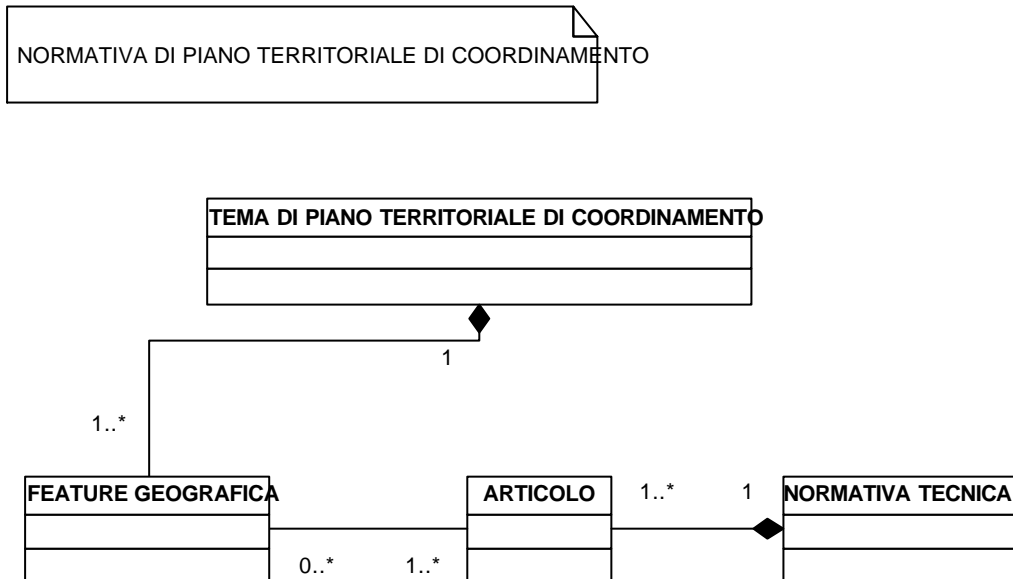 NORMATIVA DI PIANO TERRITORIALE DI COORDINAMENTO
TEMA DI PIANO TERRITORIALE DI COORDINAMENTO
1
1..*
FEATURE GEOGRAFICA
ARTICOLO
1..*
1
NORMATIVA TECNICA
0..*
1..*